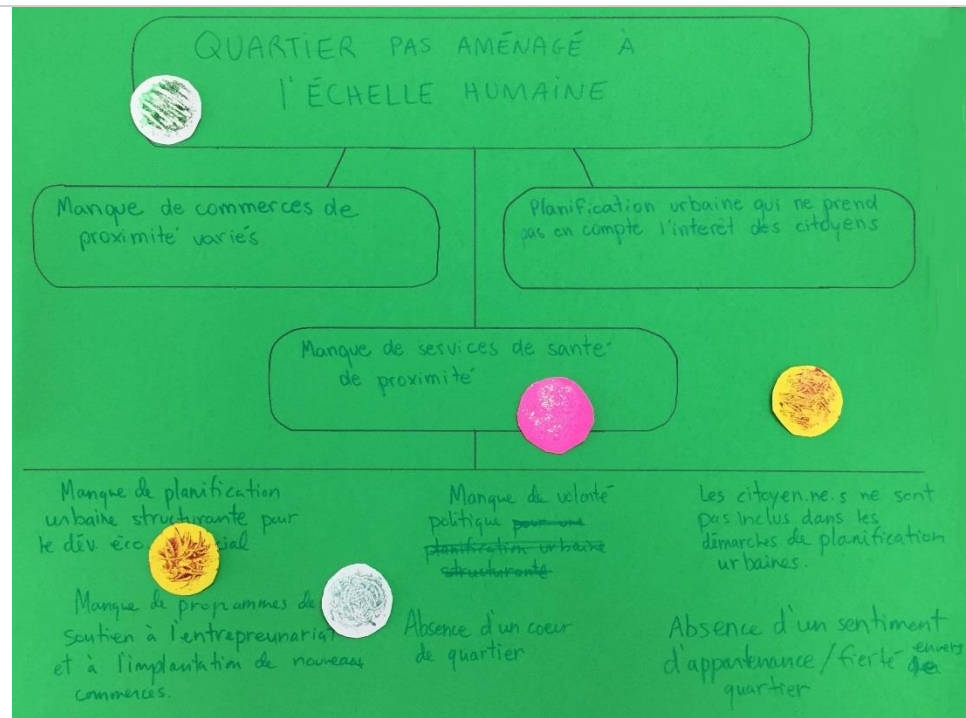 QUARTIER PAS AMÉNAGÉ À
l'ÉCHELLE HUMAINE
Manque de commerces de
proximité variés
Planification urbaine qui ne prend
pas en compte l'interêt des citoyens
Manque de services de santé
de proximité
Manque de planification
urbaine structurante pour
le dév. éco
Manque de volonté
politique pour une
planification urbaine
structurante
Les citoyen.ne.s ne sont
pas inclus dans les
démarches de planification
urbaines.
Manque de programmes de
soutien à l'entrepreunariat
et à l'implantation de nouveaux
commerces.
Absence d'un coeur
de quartier
Absence d'un sentiment
d'appartenance / fierté envers
quartier